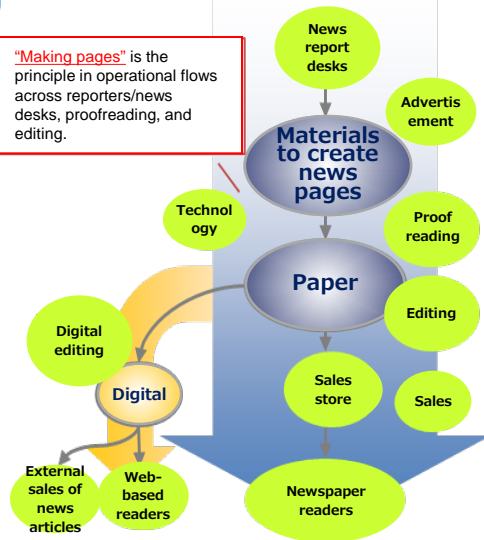 “Making pages” is the
principle in operational flows
across reporters/news
desks, proofreading, and
editing.
News
report
desks
Advertis
ement
Materials
to create
news
pages
Technol
ogy
Proof
reading
Paper
Editing
Digital
editing
Digital
Sales
store
Sales
External
sales of
news
articles
Web-
based
readers
Newspaper
readers